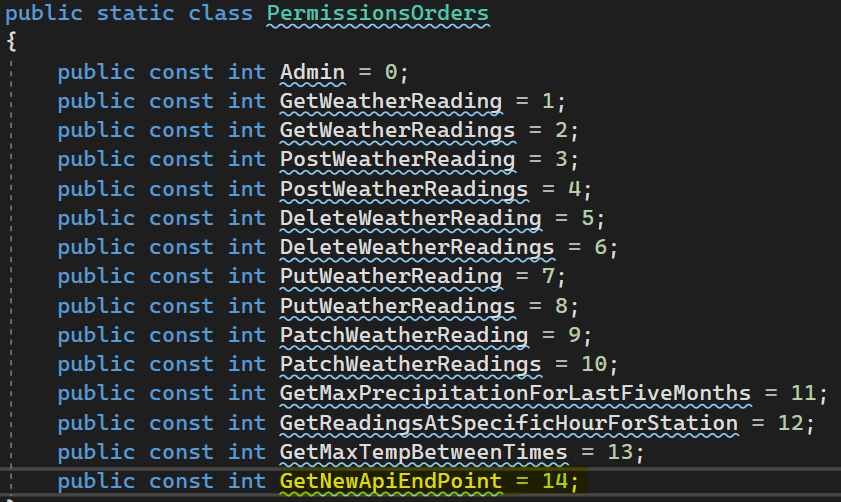 public static class PermissionsOrders
{
public const int Admin = 0;
public const int GetWeatherReading = 1;
public const int GetWeatherReadings = 2;
public const int PostWeatherReading = 3;
public const int PostWeatherReadings = 4;
public const int DeleteWeatherReading = 5;
public const int DeleteWeatherReadings = 6;
public const int PutWeatherReading = 7;
public const int PutWeatherReadings = 8;
public const int PatchWeatherReading = 9;
public const int PatchWeatherReadings = 10;
public const int GetMaxPrecipitationForLastFiveMonths = 11;
public const int GetReadingsAtSpecificHourForStation = 12;
public const int GetMaxTempBetweenTimes = 13;
public const int GetNewApiEndPoint = 14;